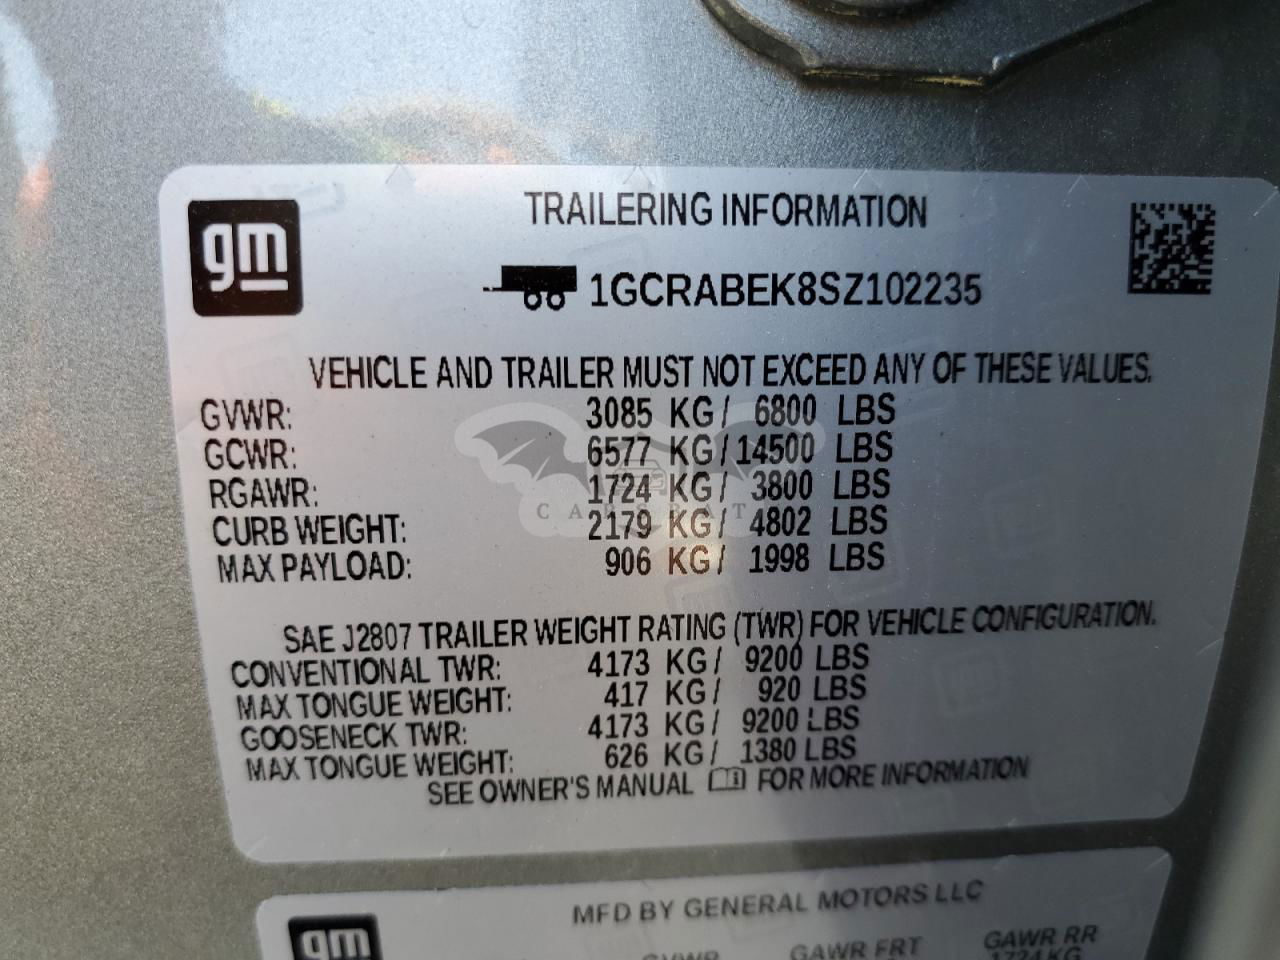 gm
TRAILERING INFORMATION
1GCRABEK8SZ102235
VEHICLE AND TRAILER MUST NOT EXCEED ANY OF THESE VALUES.
GVWR: 3085 KG/ 6800 LBS
GCWR: 6577 KG/14500 LBS
RGAWR: 1724 KG/ 3800 LBS
CURB WEIGHT: 2179 KG/ 4802 LBS
MAX PAYLOAD: 906 KG/ 1998 LBS
SAE J2807 TRAILER WEIGHT RATING (TWR) FOR VEHICLE CONFIGURATION.
CONVENTIONAL TWR: 4173 KG/ 9200 LBS
MAX TONGUE WEIGHT: 417 KG/ 920 LBS
GOOSENECK TWR: 4173 KG/ 9200 LBS
MAX TONGUE WEIGHT: 626 KG/ 1380 LBS
SEE OWNER'S MANUAL FOR MORE INFORMATION
gm
MFD BY GENERAL MOTORS LLC
GVWR GAWR FRT GAWR RR
1724 KG